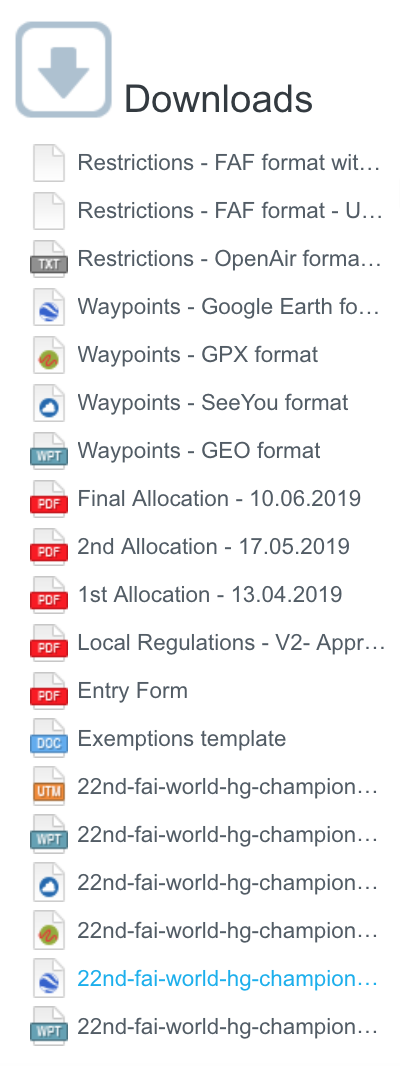 Downloads
Restrictions - FAF format wit…
Restrictions - FAF format - U…
TXT Restrictions - OpenAir forma…
Waypoints - Google Earth fo…
Waypoints - GPX format
Waypoints - SeeYou format
WPT Waypoints - GEO format
PDF Final Allocation - 10.06.2019
PDF 2nd Allocation - 17.05.2019
PDF 1st Allocation - 13.04.2019
PDF Local Regulations - V2- Appr…
PDF Entry Form
DOC Exemptions template
UTM 22nd-fai-world-hg-champion…
WPT 22nd-fai-world-hg-champion…
22nd-fai-world-hg-champion…
22nd-fai-world-hg-champion…
22nd-fai-world-hg-champion…
WPT 22nd-fai-world-hg-champion…